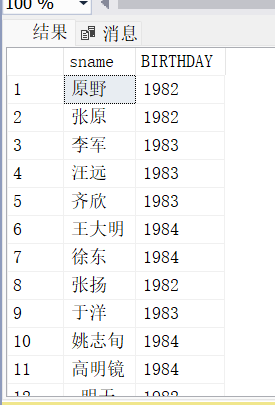 100 %
结果 消息
sname BIRTHDAY
1 原野 1982
2 张原 1982
3 李军 1983
4 汪远 1983
5 齐欣 1983
6 王大明 1984
7 徐东 1984
8 张扬 1982
9 于洋 1983
10 姚志旬 1984
11 高明镜 1984